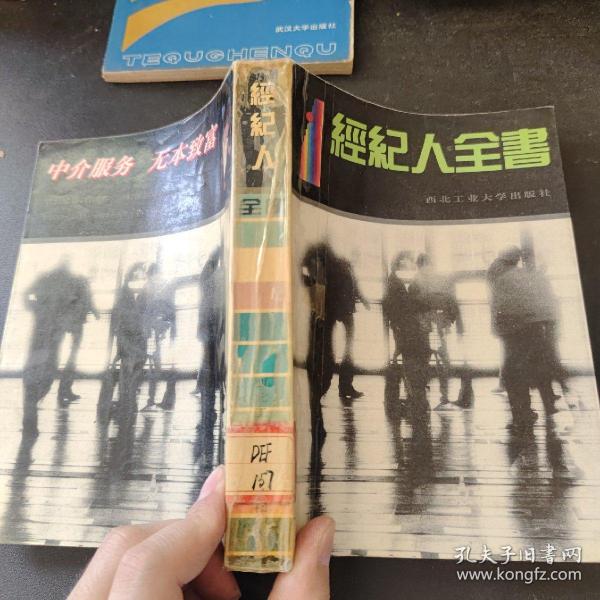 武汉大学出版社
TEQUGHENQU
中介服务 无本致富
經紀人
全
DEF
157
經紀人全書
西北工业大学出版社
孔夫子旧書网
www.kongfz.com